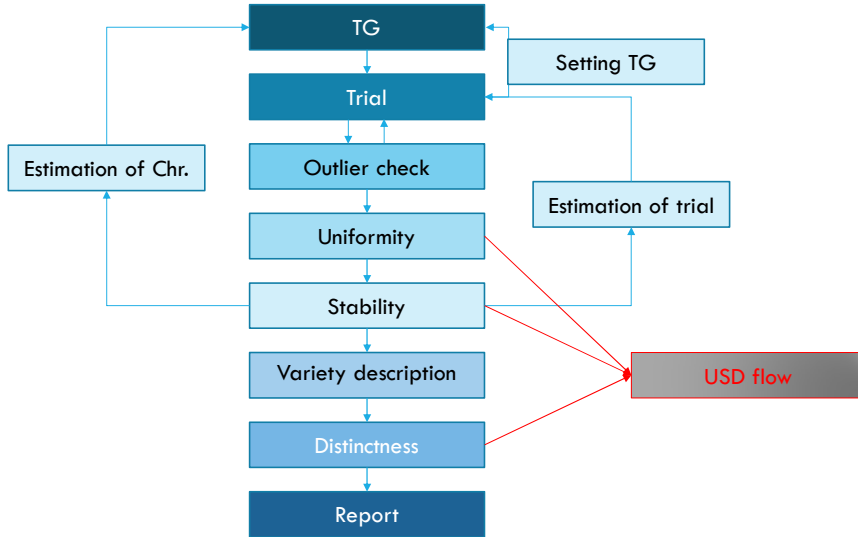 TG
Setting TG
Trial
Estimation of Chr.
Outlier check
Estimation of trial
Uniformity
Stability
Variety description
USD flow
Distinctness
Report